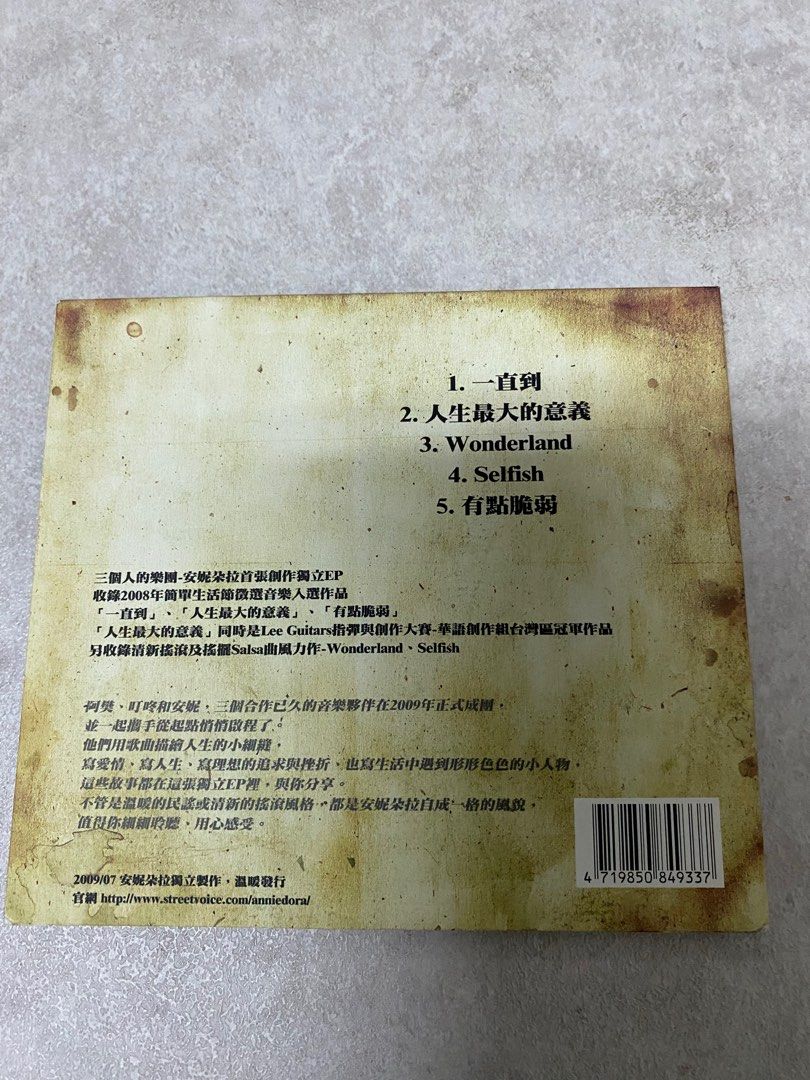 1. 一直到
2. 人生最大的意義
3. Wonderland
4. Selfish
5. 有點脆弱
三個人的樂團-安妮朵拉首張創作獨立EP
收錄2008年簡單生活節徵選音樂入選作品
「一直到」、「人生最大的意義」、「有點脆弱」
「人生最大的意義」同時是Lee Guitars指彈與創作大賽-華語創作組台灣區冠軍作品
另收錄清新搖滾及搖擺Salsa曲風力作-Wonderland、Selfish
阿樊、叮咚和安妮，三個合作已久的音樂夥伴在2009年正式成團，
並一起攜手從起點悄悄啟程了。
他們用歌曲描繪人生的小細縫，
寫愛情、寫人生、寫理想的追求與挫折、也寫生活中遇到形形色色的小人物，
這些故事都在這張獨立EP裡，與你分享。
不管是溫暖的民謠或清新的搖滾風格，都是安妮朵拉自成一格的風貌，
值得你細細聆聽、用心感受。
2009/07 安妮朵拉獨立製作，溫暖發行
官網 http://www.streetvoice.com/anniedora/
4 719850 849337